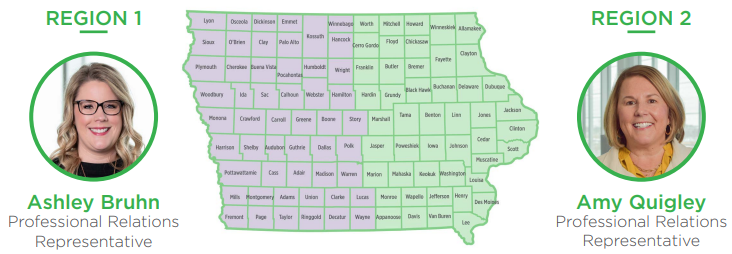 REGION 1
REGION 2
Lyon Osceola Dickinson Emmet Winnebago Worth Mitchell Howard Winneshiek Allamakee
Kossuth
Sioux O'Brien Clay Palo Alto Hancock Cerro Gordo Floyd Chickasaw
Fayette Clayton
Plymouth Cherokee Buena Vista Pocahontas Humboldt Wright Franklin Butler Bremer
Woodbury Ida Sac Calhoun Webster Hamilton Hardin Grundy Black Hawk Buchanan Delaware Dubuque
Jackson
Monona Crawford Carroll Greene Boone Story Marshall Tama Benton Linn Jones
Clinton
Cedar
Harrison Shelby Audubon Guthrie Dallas Polk Jasper Poweshiek Iowa Johnson Scott
Muscatine
Pottawattamie Cass Adair Madison Warren Marion Mahaska Keokuk Washington
Louisa
Mills Montgomery Adams Union Clarke Lucas Monroe Wapello Jefferson Henry Des Moines
Fremont Page Taylor Ringgold Decatur Wayne Appanoose Davis Van Buren Lee
Ashley Bruhn
Professional Relations
Representative
Amy Quigley
Professional Relations
Representative